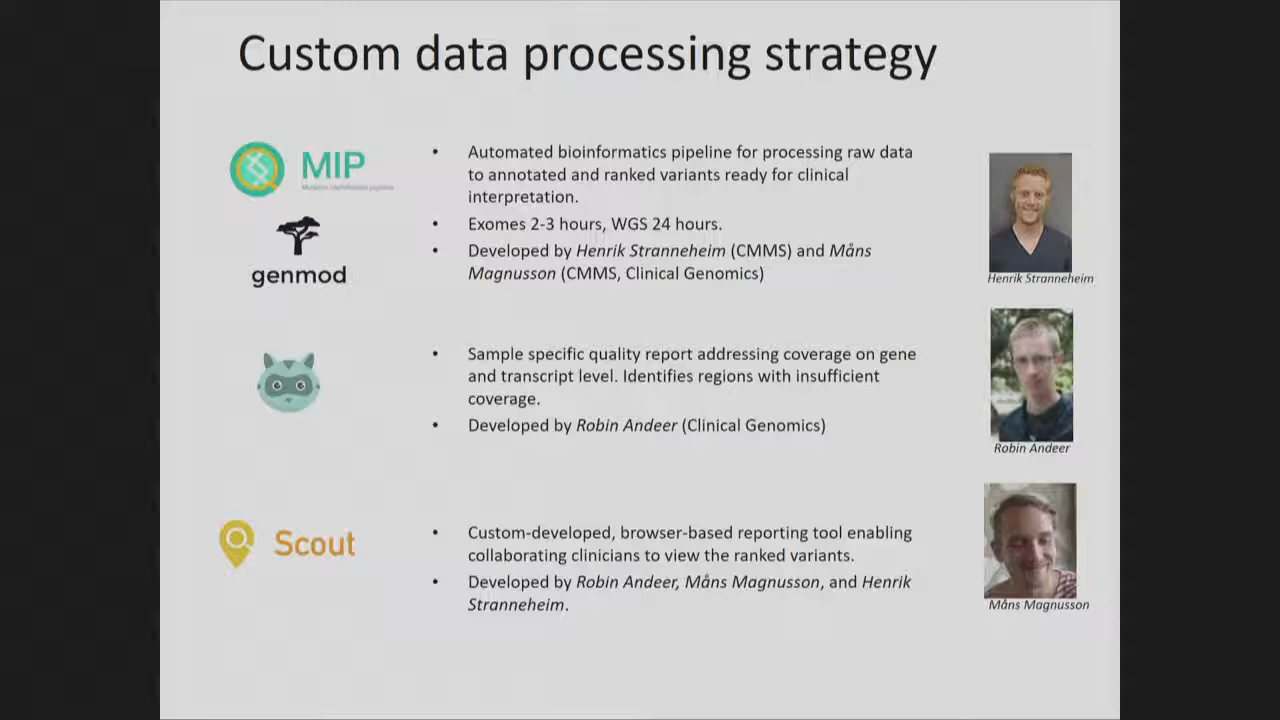 Custom data processing strategy
MIP
genmod
• Automated bioinformatics pipeline for processing raw data
to annotated and ranked variants ready for clinical
interpretation.
• Exomes 2-3 hours, WGS 24 hours.
• Developed by Henrik Stranneheim (CMMS) and Måns
Magnusson (CMMS, Clinical Genomics)
Henrik Stranneheim
• Sample specific quality report addressing coverage on gene
and transcript level. Identifies regions with insufficient
coverage.
• Developed by Robin Andeer (Clinical Genomics)
Robin Andeer
Scout
• Custom-developed, browser-based reporting tool enabling
collaborating clinicians to view the ranked variants.
• Developed by Robin Andeer, Måns Magnusson, and Henrik
Stranneheim.
Måns Magnusson